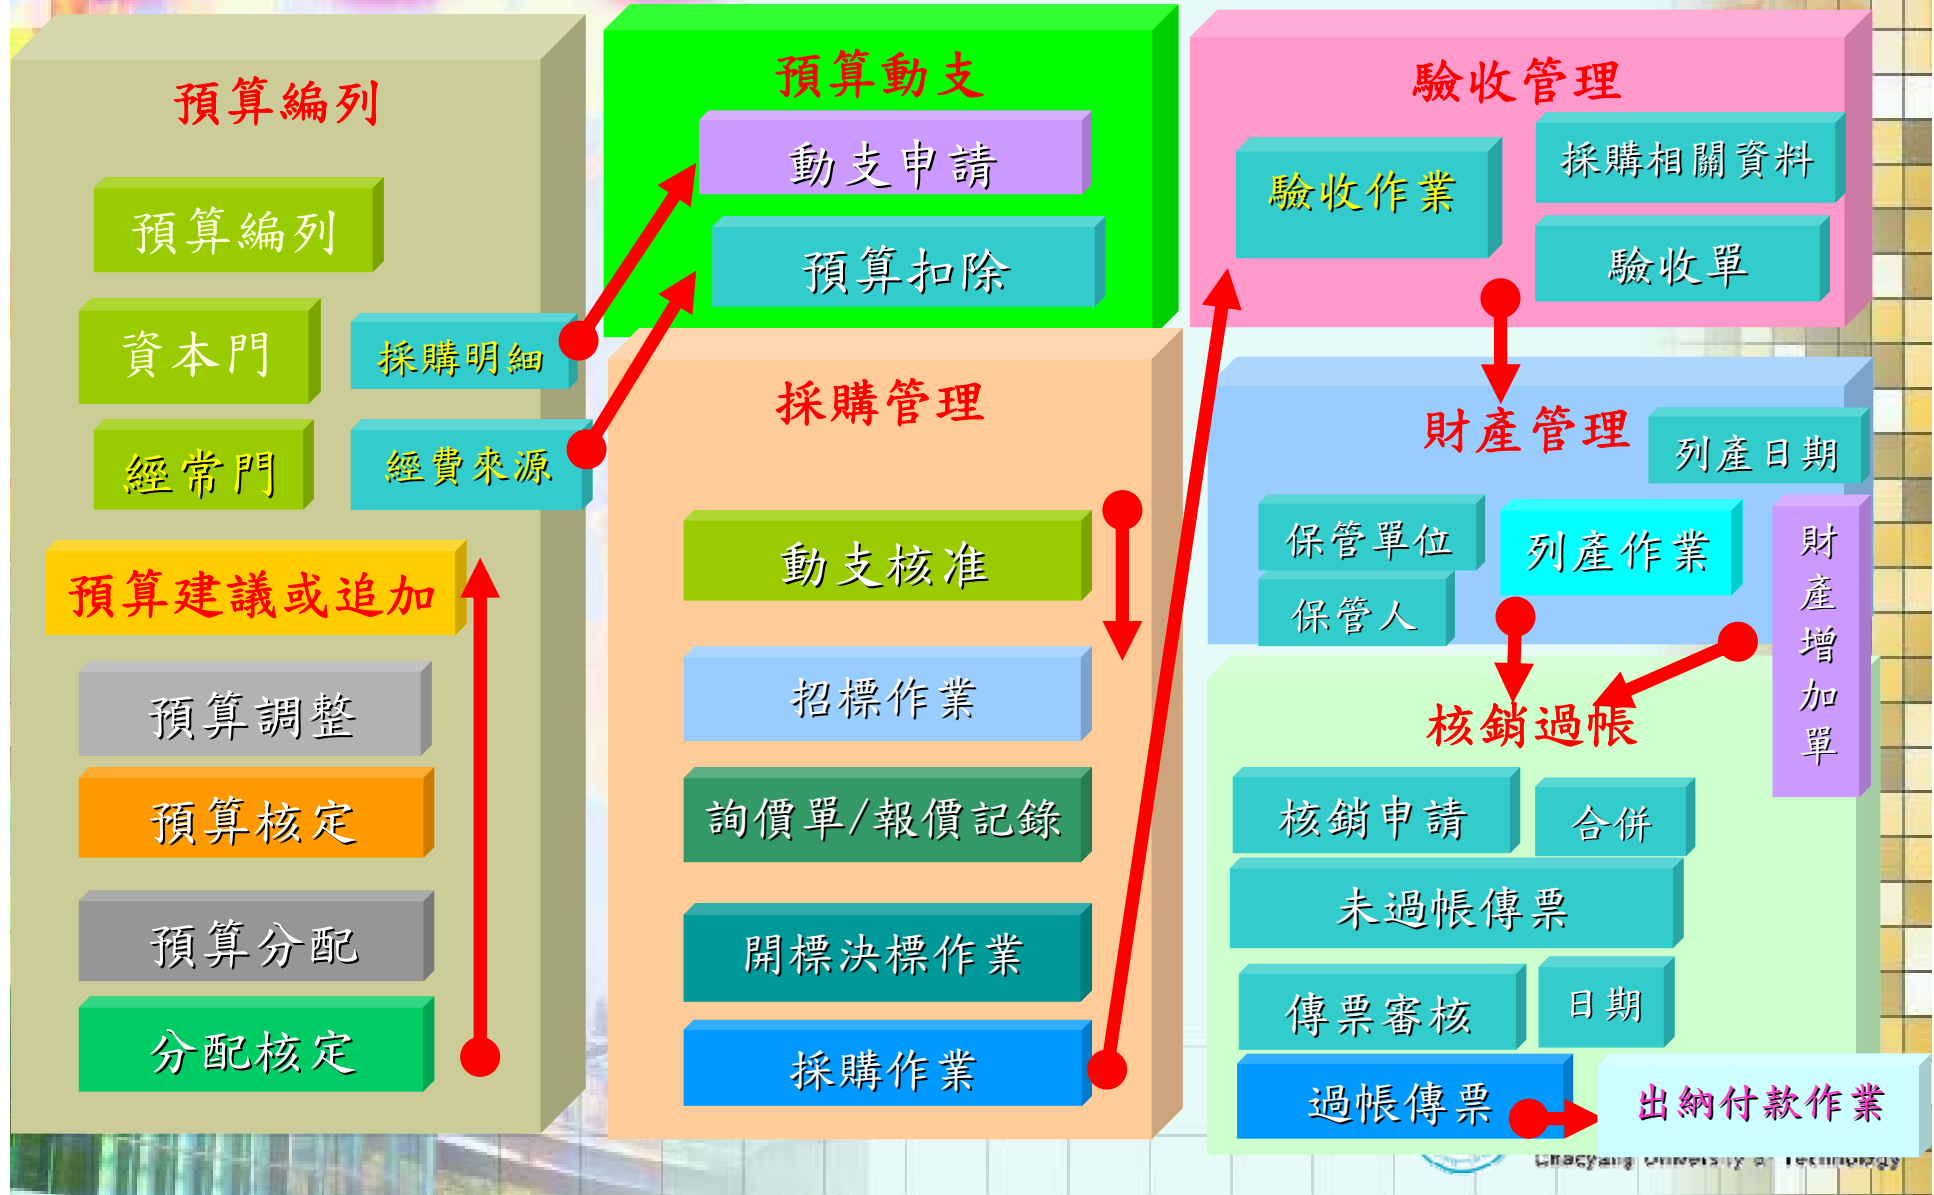 預算編列
預算編列
資本門
採購明細
經常門
經費來源
預算建議或追加
預算調整
預算核定
預算分配
分配核定
預算動支
動支申請
預算扣除
採購管理
動支核准
招標作業
詢價單/報價記錄
開標決標作業
採購作業
驗收管理
驗收作業
採購相關資料
驗收單
財產管理
列產日期
保管單位
列產作業
保管人
財產增加單
核銷過帳
核銷申請
合併
未過帳傳票
傳票審核
日期
過帳傳票
出納付款作業
Chaoyang University of Technology